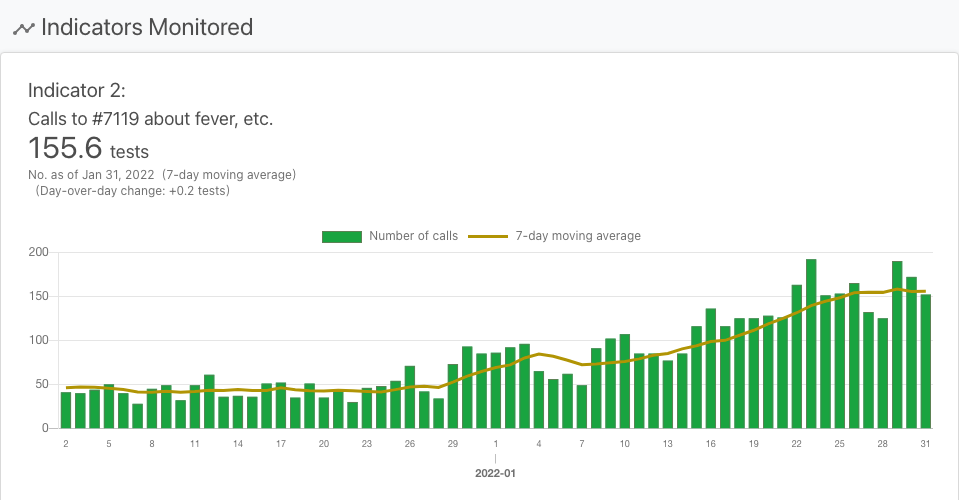 Indicators Monitored
Indicator 2:
Calls to #7119 about fever, etc.
155.6 tests
No. as of Jan 31, 2022 (7-day moving average)
(Day-over-day change: +0.2 tests)
Number of calls 7-day moving average
200
150
100
50
0
2 5 8 11 14 17 20 23 26 29 1 4 7 10 13 16 19 22 25 28 31
2022-01